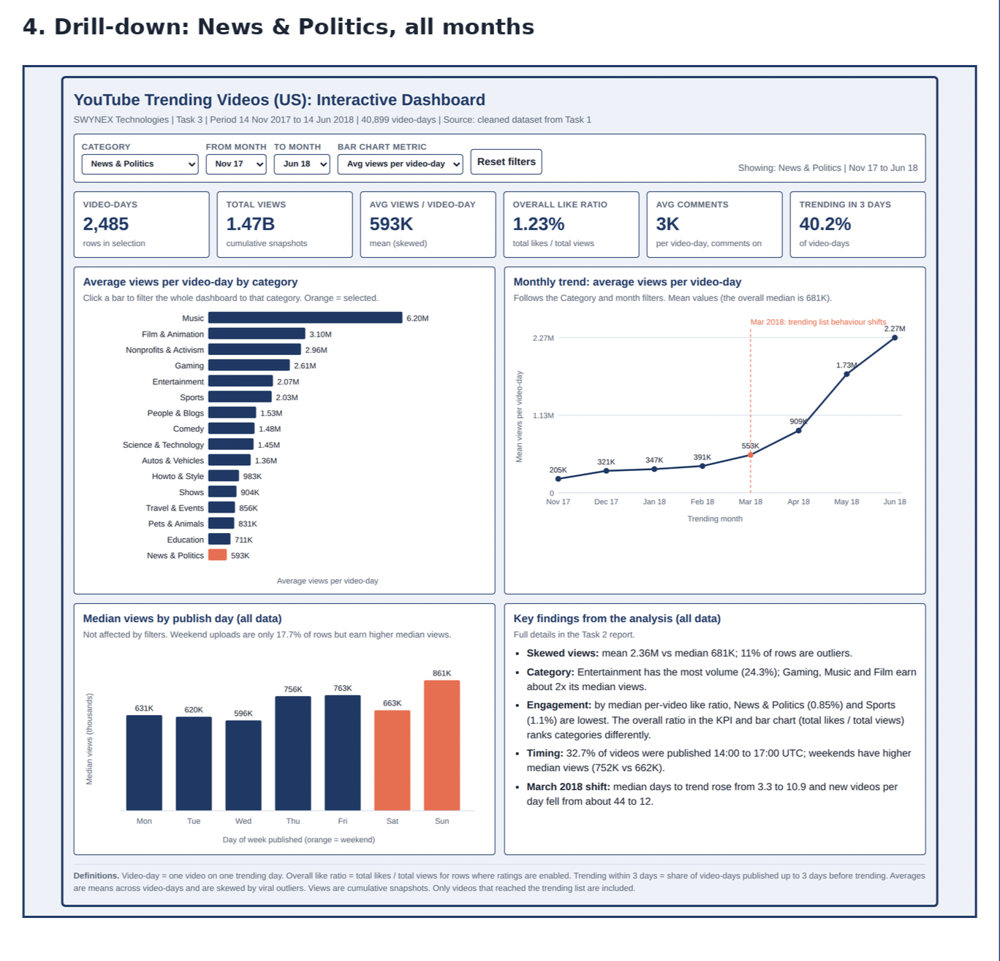 4. Drill-down: News & Politics, all months
YouTube Trending Videos (US): Interactive Dashboard
SWYNEX Technologies | Task 3 | Period 14 Nov 2017 to 14 Jun 2018 | 40,899 video-days | Source: cleaned dataset from Task 1
CATEGORY
FROM MONTH
TO MONTH
BAR CHART METRIC
News & Politics
Nov 17
Jun 18
Avg views per video-day
Reset filters
Showing: News & Politics | Nov 17 to Jun 18
VIDEO-DAYS
2,485
rows in selection
TOTAL VIEWS
1.47B
cumulative snapshots
AVG VIEWS / VIDEO-DAY
593K
mean (skewed)
OVERALL LIKE RATIO
1.23%
total likes / total views
AVG COMMENTS
3K
per video-day, comments on
TRENDING IN 3 DAYS
40.2%
of video-days
Average views per video-day by category
Click a bar to filter the whole dashboard to that category. Orange = selected.
Music 6.20M
Film & Animation 3.10M
Nonprofits & Activism 2.96M
Gaming 2.61M
Entertainment 2.07M
Sports 2.03M
People & Blogs 1.53M
Comedy 1.48M
Science & Technology 1.45M
Autos & Vehicles 1.36M
Howto & Style 983K
Shows 904K
Travel & Events 856K
Pets & Animals 831K
Education 711K
News & Politics 593K
Average views per video-day
Monthly trend: average views per video-day
Follows the Category and month filters. Mean values (the overall median is 681K).
Mar 2018: trending list behaviour shifts
2.27M
2.27M
1.73M
1.13M
909K
553K
391K
347K
321K
205K
0
Mean views per video-day
Nov 17 Dec 17 Jan 18 Feb 18 Mar 18 Apr 18 May 18 Jun 18
Trending month
Median views by publish day (all data)
Not affected by filters. Weekend uploads are only 17.7% of rows but earn higher median views.
Median views (thousands)
631K 620K 596K 756K 763K 663K 861K
Mon Tue Wed Thu Fri Sat Sun
Day of week published (orange = weekend)
Key findings from the analysis (all data)
Full details in the Task 2 report.
• Skewed views: mean 2.36M vs median 681K; 11% of rows are outliers.
• Category: Entertainment has the most volume (24.3%); Gaming, Music and Film earn
about 2x its median views.
• Engagement: by median per-video like ratio, News & Politics (0.85%) and Sports
(1.1%) are lowest. The overall ratio in the KPI and bar chart (total likes / total views)
ranks categories differently.
• Timing: 32.7% of videos were published 14:00 to 17:00 UTC; weekends have higher
median views (752K vs 662K).
• March 2018 shift: median days to trend rose from 3.3 to 10.9 and new videos per
day fell from about 44 to 12.
Definitions. Video-day = one video on one trending day. Overall like ratio = total likes / total views for rows where ratings are enabled. Trending within 3 days = share of video-days published up to 3 days before trending. Averages
are means across video-days and are skewed by viral outliers. Views are cumulative snapshots. Only videos that reached the trending list are included.